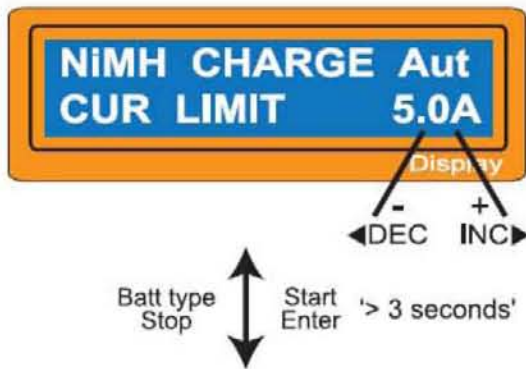 NiMH CHARGE Aut
CUR LIMIT 5.0A
Display
- +
◀DEC INC▶
Batt type Start '> 3 seconds'
Stop Enter